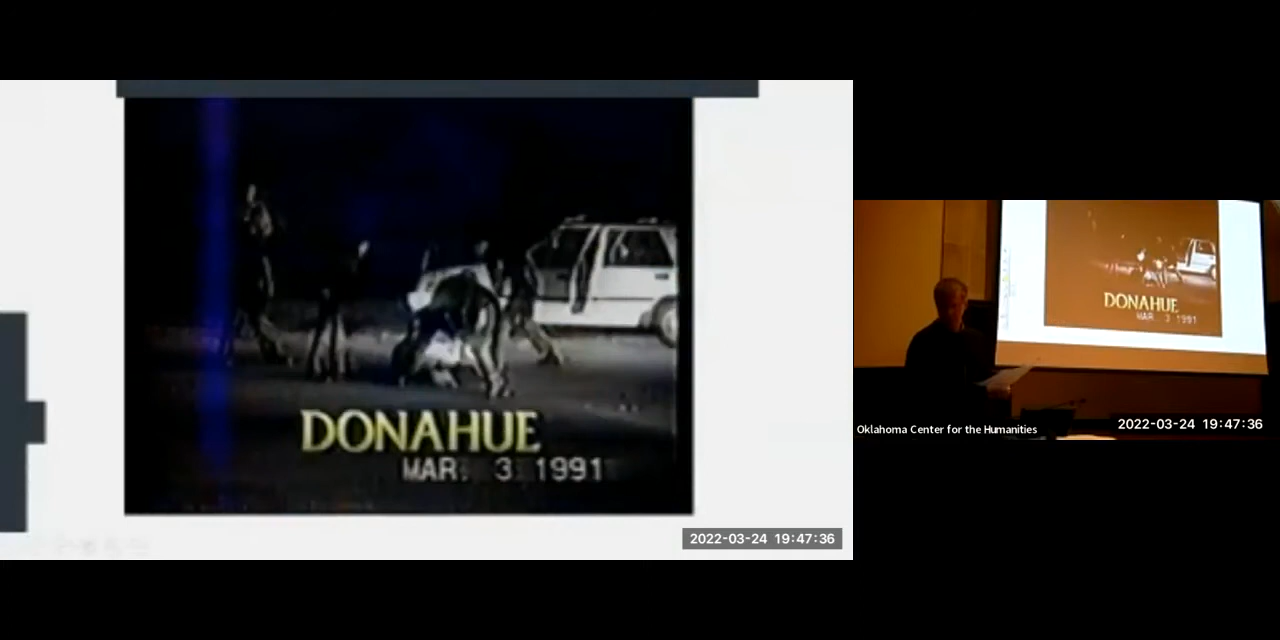 DONAHUE
MAR. 3 1991
2022-03-24 19:47:36
DONAHUE
MAR. 3 1991
Oklahoma Center for the Humanities
2022-03-24 19:47:36